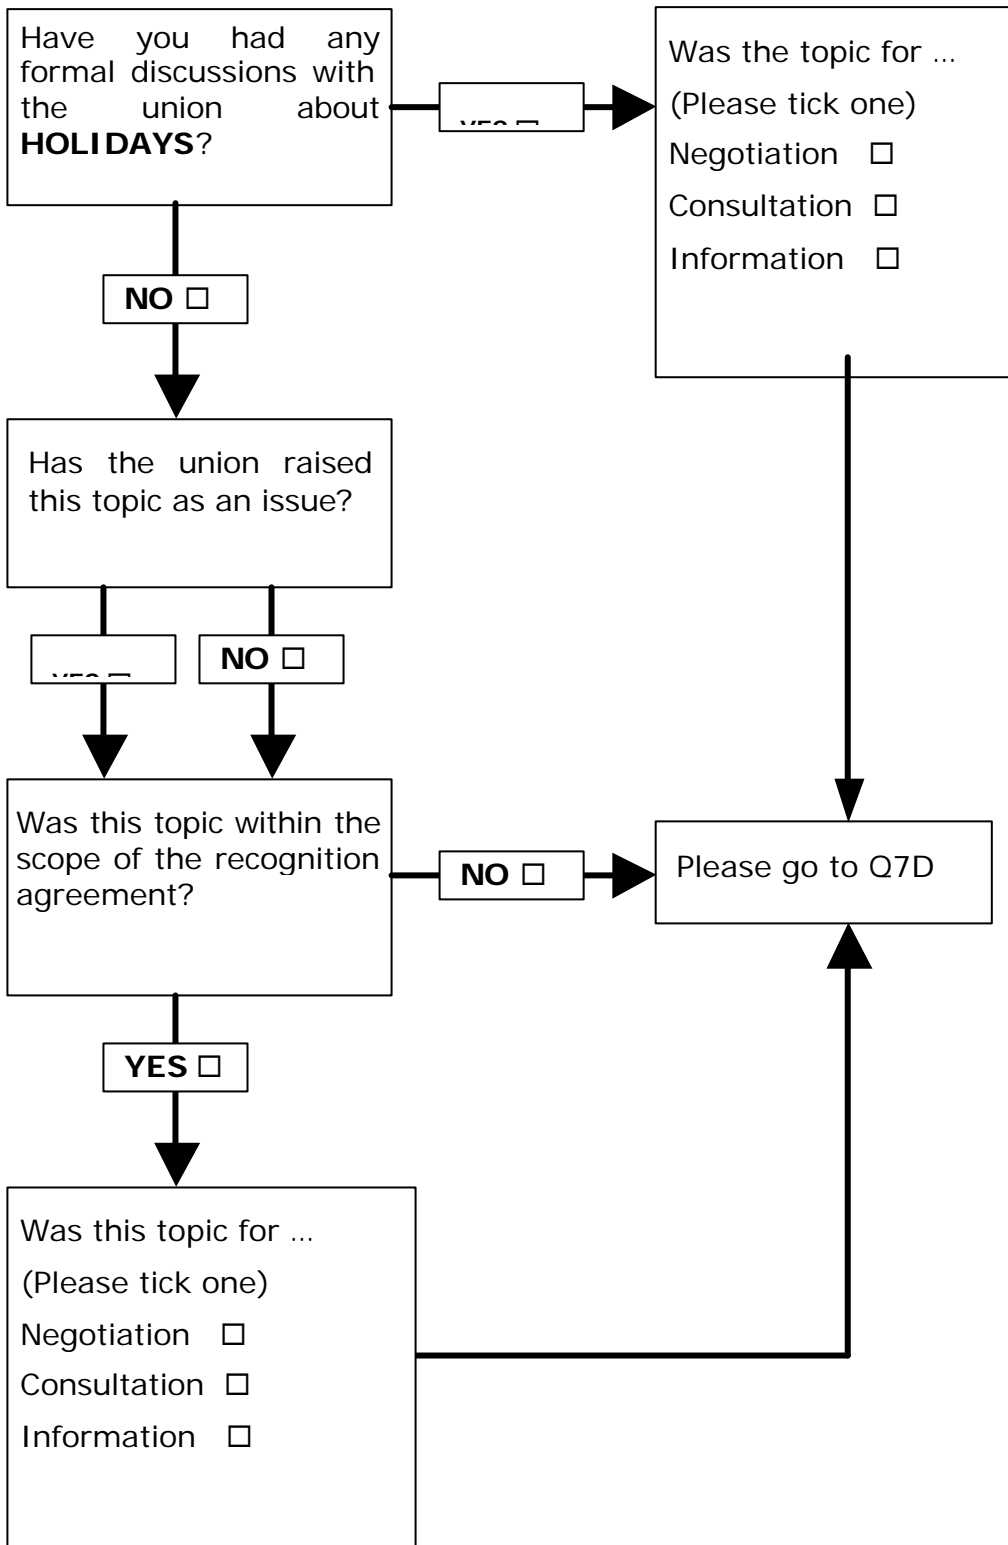 Have you had any
formal discussions with
the union about
HOLIDAYS?
Was the topic for ...
(Please tick one)
Negotiation ☐
Consultation ☐
Information ☐
NO ☐
Has the union raised
this topic as an issue?
NO ☐
Was this topic within the
scope of the recognition
agreement?
NO ☐
Please go to Q7D
YES ☐
Was this topic for ...
(Please tick one)
Negotiation ☐
Consultation ☐
Information ☐